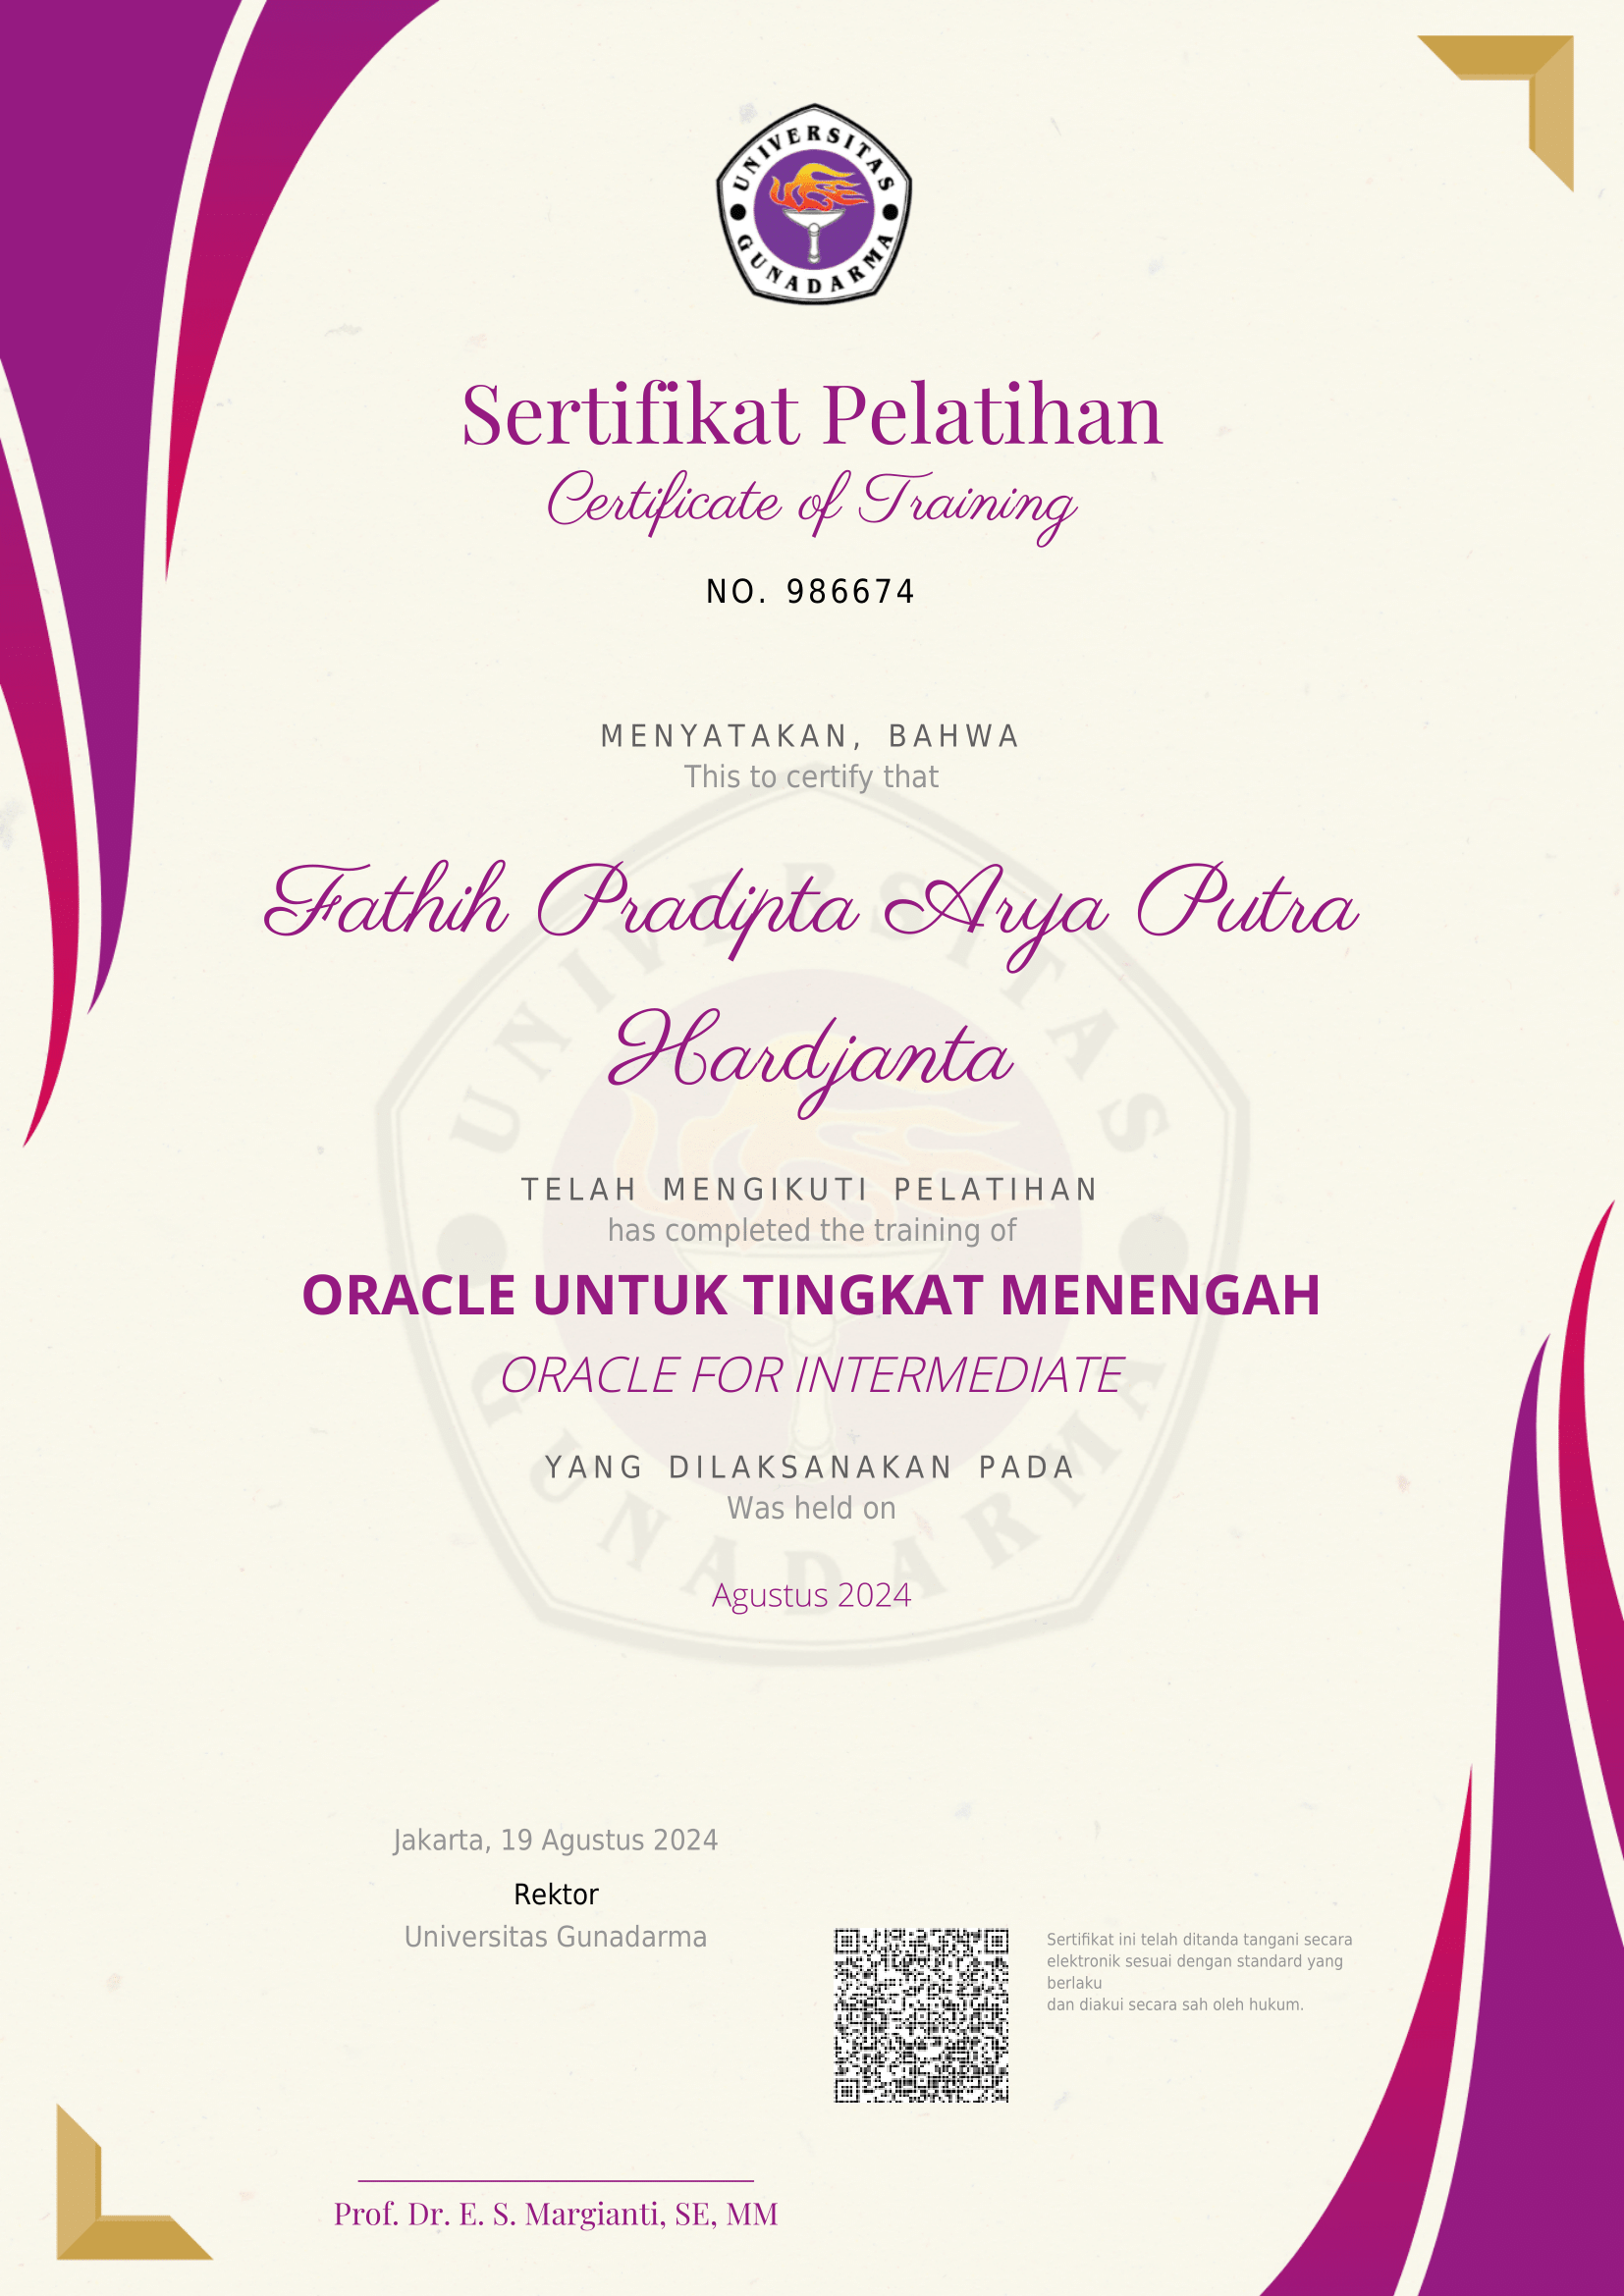 UNIVERSITAS
GUNADARMA
Sertifikat Pelatihan
Certificate of Training
NO. 986674
MENYATAKAN, BAHWA
This to certify that
Fathih Pradipta Arya Putra
Hardjanta
TELAH MENGIKUTI PELATIHAN
has completed the training of
ORACLE UNTUK TINGKAT MENENGAH
ORACLE FOR INTERMEDIATE
YANG DILAKSANAKAN PADA
Was held on
Agustus 2024
UNIVERSITAS
GUNADARMA
Jakarta, 19 Agustus 2024
Rektor
Universitas Gunadarma
Sertifikat ini telah ditanda tangani secara
elektronik sesuai dengan standard yang
berlaku
dan diakui secara sah oleh hukum.
Prof. Dr. E. S. Margianti, SE, MM